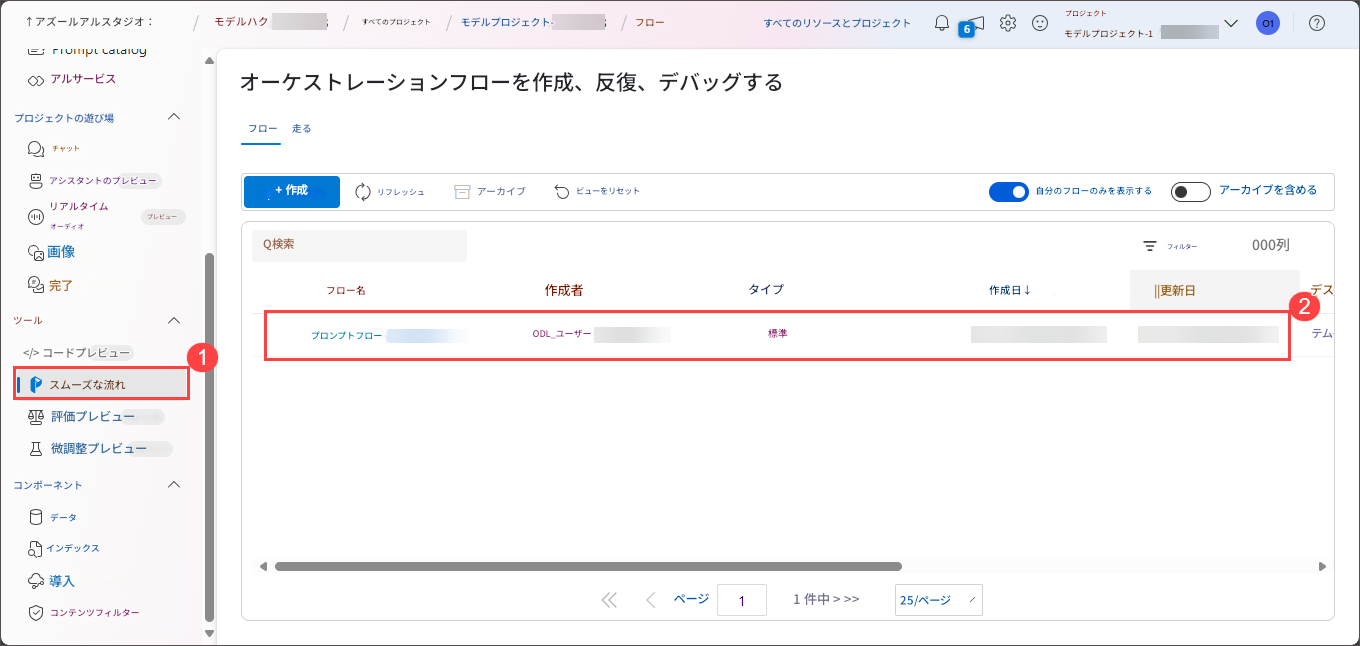 ↑アズールアルスタジオ： / モデルハク / すべてのプロジェクト / モデルプロジェクト- / フロー
すべてのリソースとプロジェクト
6
プロジェクト
モデルプロジェクト-1
O1
Prompt catalog
アルサービス
プロジェクトの遊び場
チャット
アシスタントのプレビュー
リアルタイム
オーディオ
プレビュー
画像
完了
ツール
</> コードプレビュー
1
スムーズな流れ
評価プレビュー
微調整プレビュー
コンポーネント
データ
インデックス
導入
コンテンツフィルター
オーケストレーションフローを作成、反復、デバッグする
フロー 走る
+ 作成 リフレッシュ アーカイブ ビューをリセット 自分のフローのみを表示する アーカイブを含める
Q検索 フィルター 000列
フロー名 作成者 タイプ 作成日↓ ||更新日 デス
2
プロンプトフロー ODL_ユーザー 標準 テム
ページ 1 1 件中 > >> 25/ページ